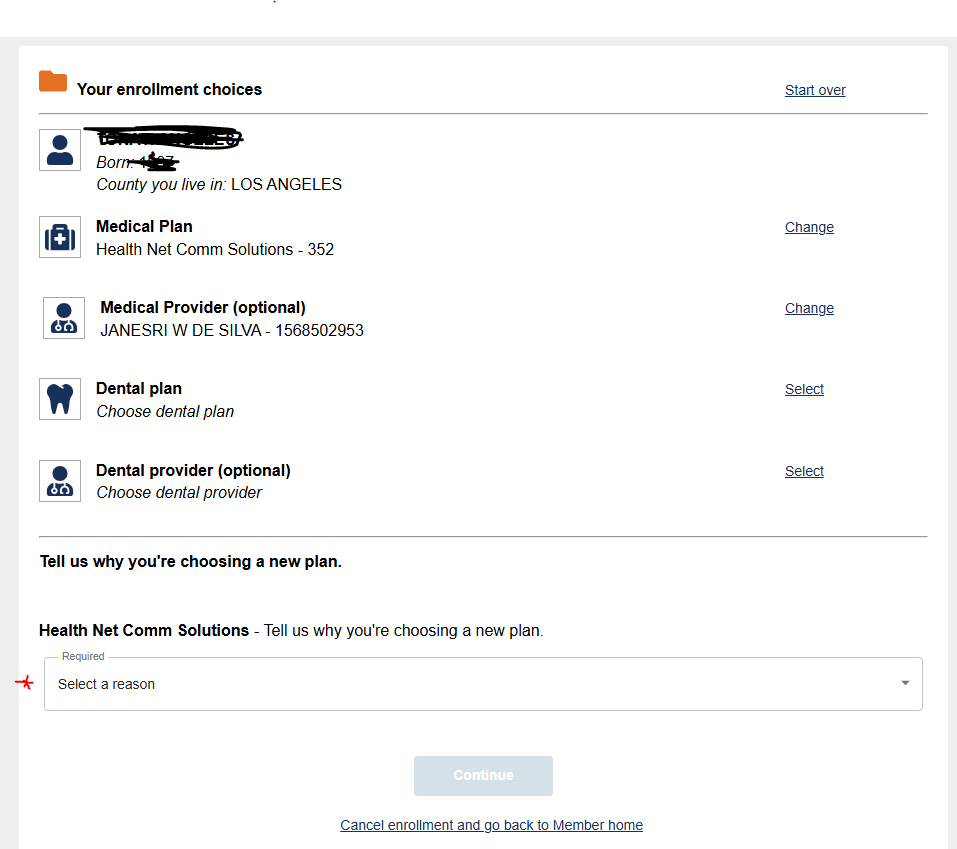 Your enrollment choices
Start over
Born:
County you live in: LOS ANGELES
Medical Plan
Change
Health Net Comm Solutions - 352
Medical Provider (optional)
Change
JANESRI W DE SILVA - 1568502953
Dental plan
Select
Choose dental plan
Dental provider (optional)
Select
Choose dental provider
Tell us why you're choosing a new plan.
Health Net Comm Solutions - Tell us why you're choosing a new plan.
Required
Select a reason
Continue
Cancel enrollment and go back to Member home